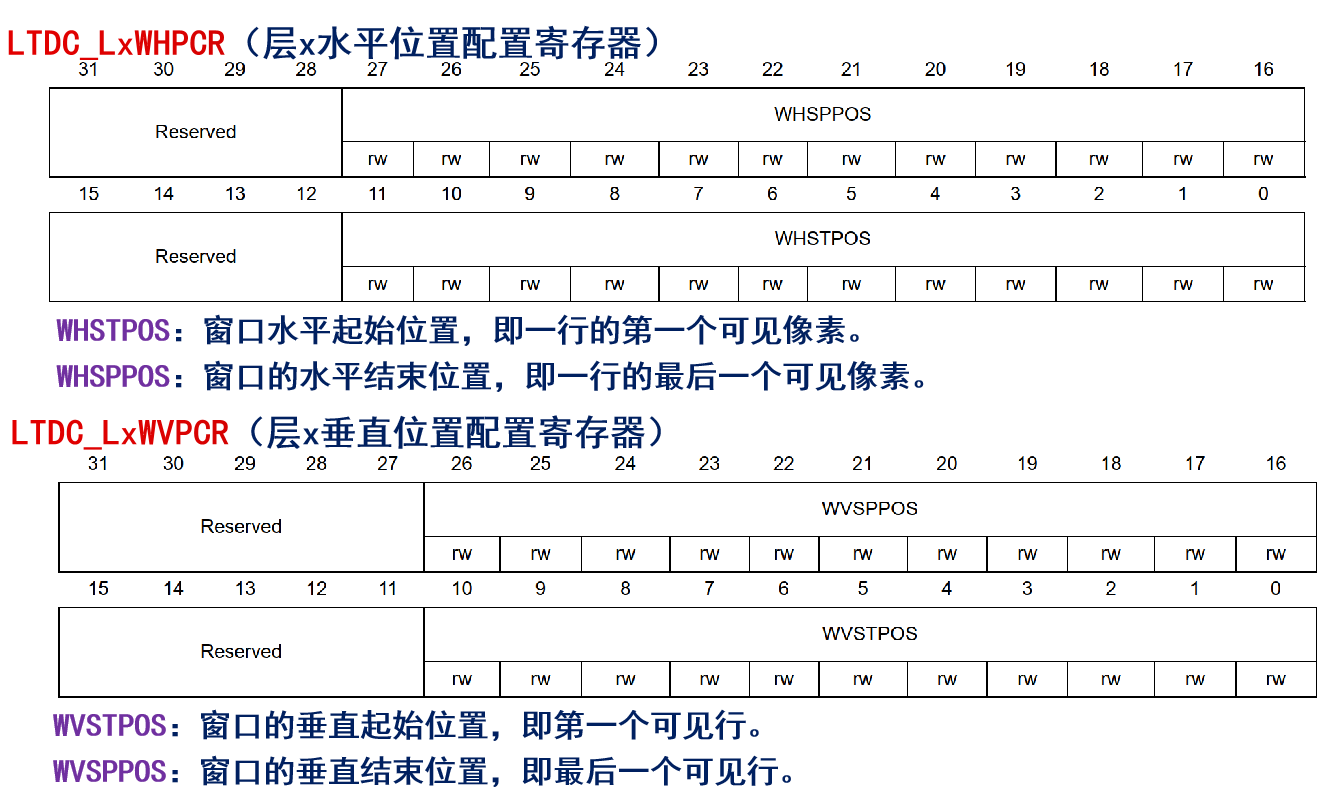 LTDC_LxWHPCR（层x水平位置配置寄存器）
31 30 29 28 27 26 25 24 23 22 21 20 19 18 17 16
Reserved WHSPPOS
rw rw rw rw rw rw rw rw rw rw rw rw
15 14 13 12 11 10 9 8 7 6 5 4 3 2 1 0
Reserved WHSTPOS
rw rw rw rw rw rw rw rw rw rw rw rw
WHSTPOS：窗口水平起始位置，即一行的第一个可见像素。
WHSPPOS：窗口的水平结束位置，即一行的最后一个可见像素。
LTDC_LxWVPCR（层x垂直位置配置寄存器）
31 30 29 28 27 26 25 24 23 22 21 20 19 18 17 16
Reserved WVSPPOS
rw rw rw rw rw rw rw rw rw rw rw
15 14 13 12 11 10 9 8 7 6 5 4 3 2 1 0
Reserved WVSTPOS
rw rw rw rw rw rw rw rw rw rw rw
WVSTPOS：窗口的垂直起始位置，即第一个可见行。
WVSPPOS：窗口的垂直结束位置，即最后一个可见行。